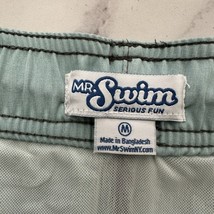 MR.
Swim
SERIOUS FUN
M
Made in Bangladesh
www.MrSwimNY.com